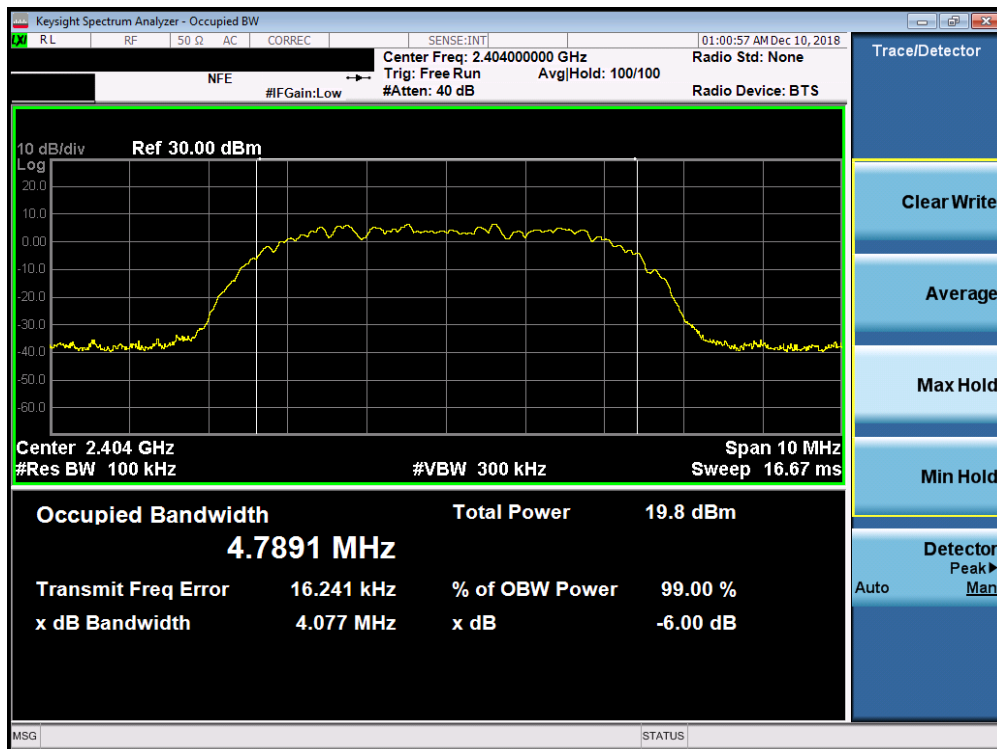 Keysight Spectrum Analyzer - Occupied BW
LXI RL RF 50 Ω AC CORREC SENSE:INT 01:00:57 AM Dec 10, 2018
Center Freq: 2.404000000 GHz Radio Std: None
NFE Trig: Free Run Avg|Hold: 100/100
#IFGain:Low #Atten: 40 dB Radio Device: BTS
10 dB/div Ref 30.00 dBm
Log
20.0
10.0
0.00
-10.0
-20.0
-30.0
-40.0
-50.0
-60.0
Center 2.404 GHz Span 10 MHz
#Res BW 100 kHz #VBW 300 kHz Sweep 16.67 ms
Occupied Bandwidth Total Power 19.8 dBm
4.7891 MHz
Transmit Freq Error 16.241 kHz % of OBW Power 99.00 %
x dB Bandwidth 4.077 MHz x dB -6.00 dB
MSG STATUS
Trace/Detector
Clear Write
Average
Max Hold
Min Hold
Detector
Peak▶
Auto Man